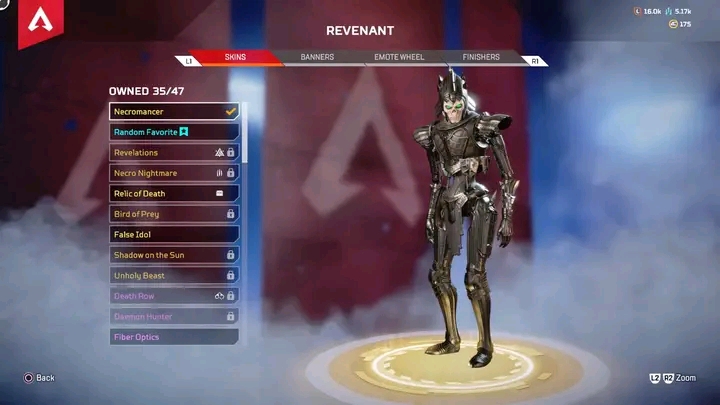 REVENANT
16.0k 5.17k
175
L1 SKINS BANNERS EMOTE WHEEL FINISHERS R1
OWNED 35/47
Necromancer
Random Favorite
Revelations
Necro Nightmare
Relic of Death
Bird of Prey
False Idol
Shadow on the Sun
Unholy Beast
Death Row
Daemon Hunter
Fiber Optics
Back
L2 R2 Zoom